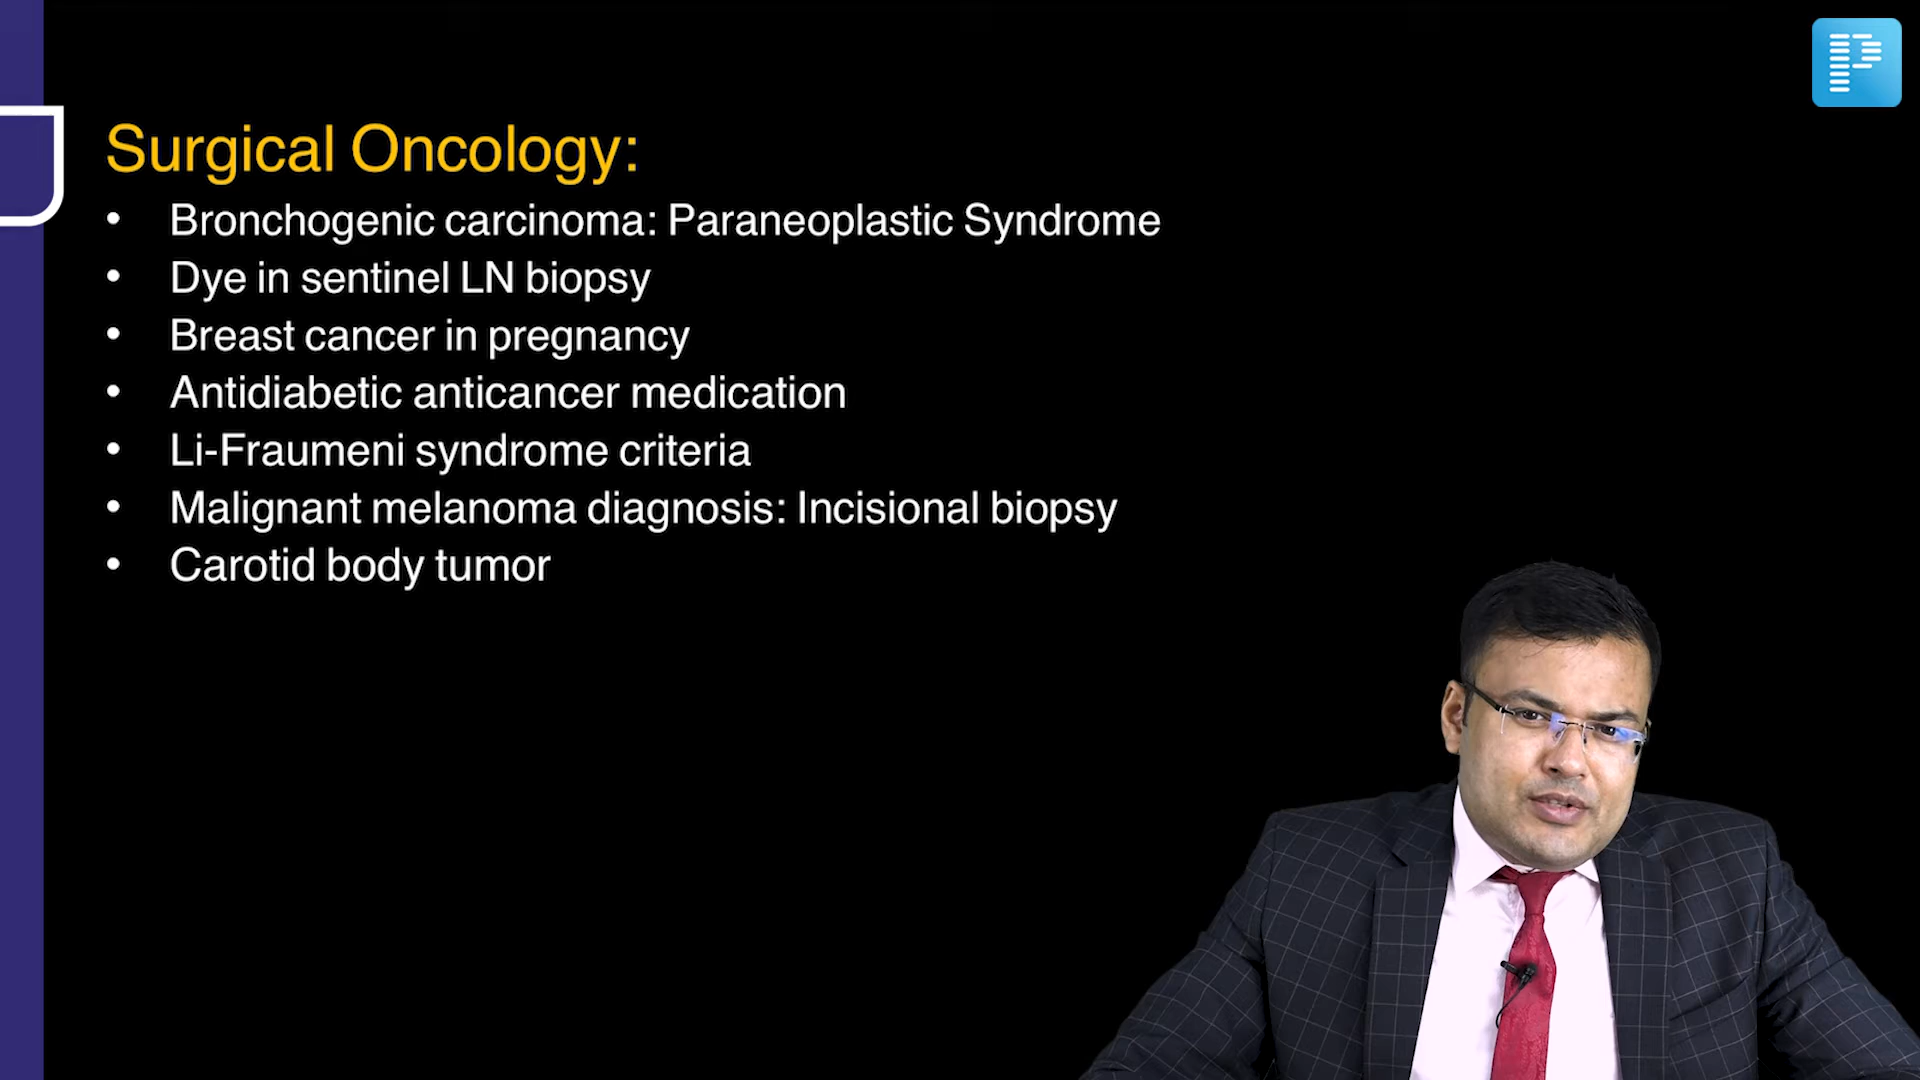 Surgical Oncology:
• Bronchogenic carcinoma: Paraneoplastic Syndrome
• Dye in sentinel LN biopsy
• Breast cancer in pregnancy
• Antidiabetic anticancer medication
• Li-Fraumeni syndrome criteria
• Malignant melanoma diagnosis: Incisional biopsy
• Carotid body tumor